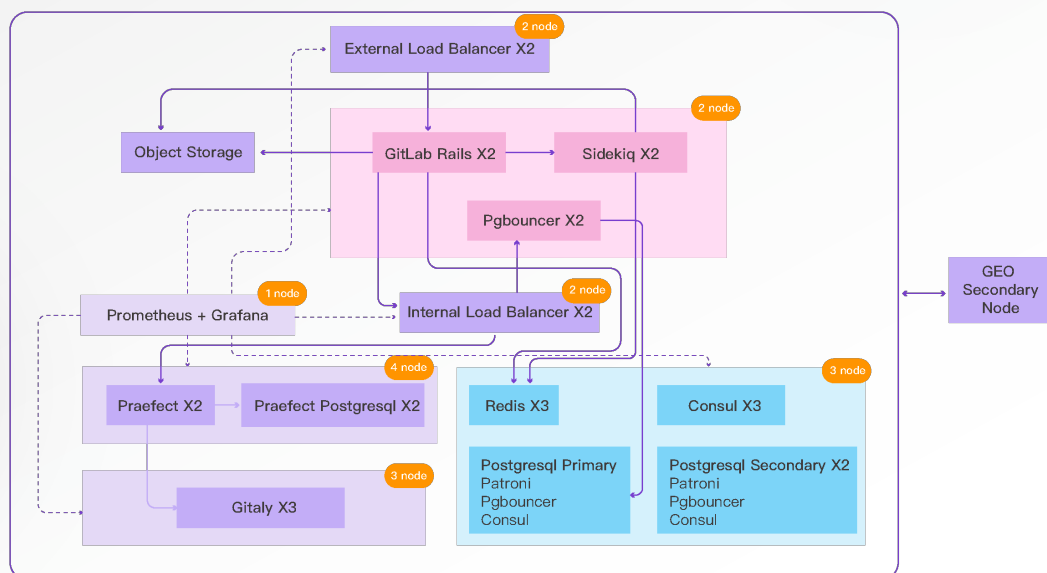 2 node
External Load Balancer X2
2 node
Object Storage
GitLab Rails X2
Sidekiq X2
Pgbouncer X2
GEO
Secondary
Node
1 node
Prometheus + Grafana
2 node
Internal Load Balancer X2
4 node
Praefect X2
Praefect Postgresql X2
3 node
Redis X3
Consul X3
3 node
Gitaly X3
Postgresql Primary
Patroni
Pgbouncer
Consul
Postgresql Secondary X2
Patroni
Pgbouncer
Consul